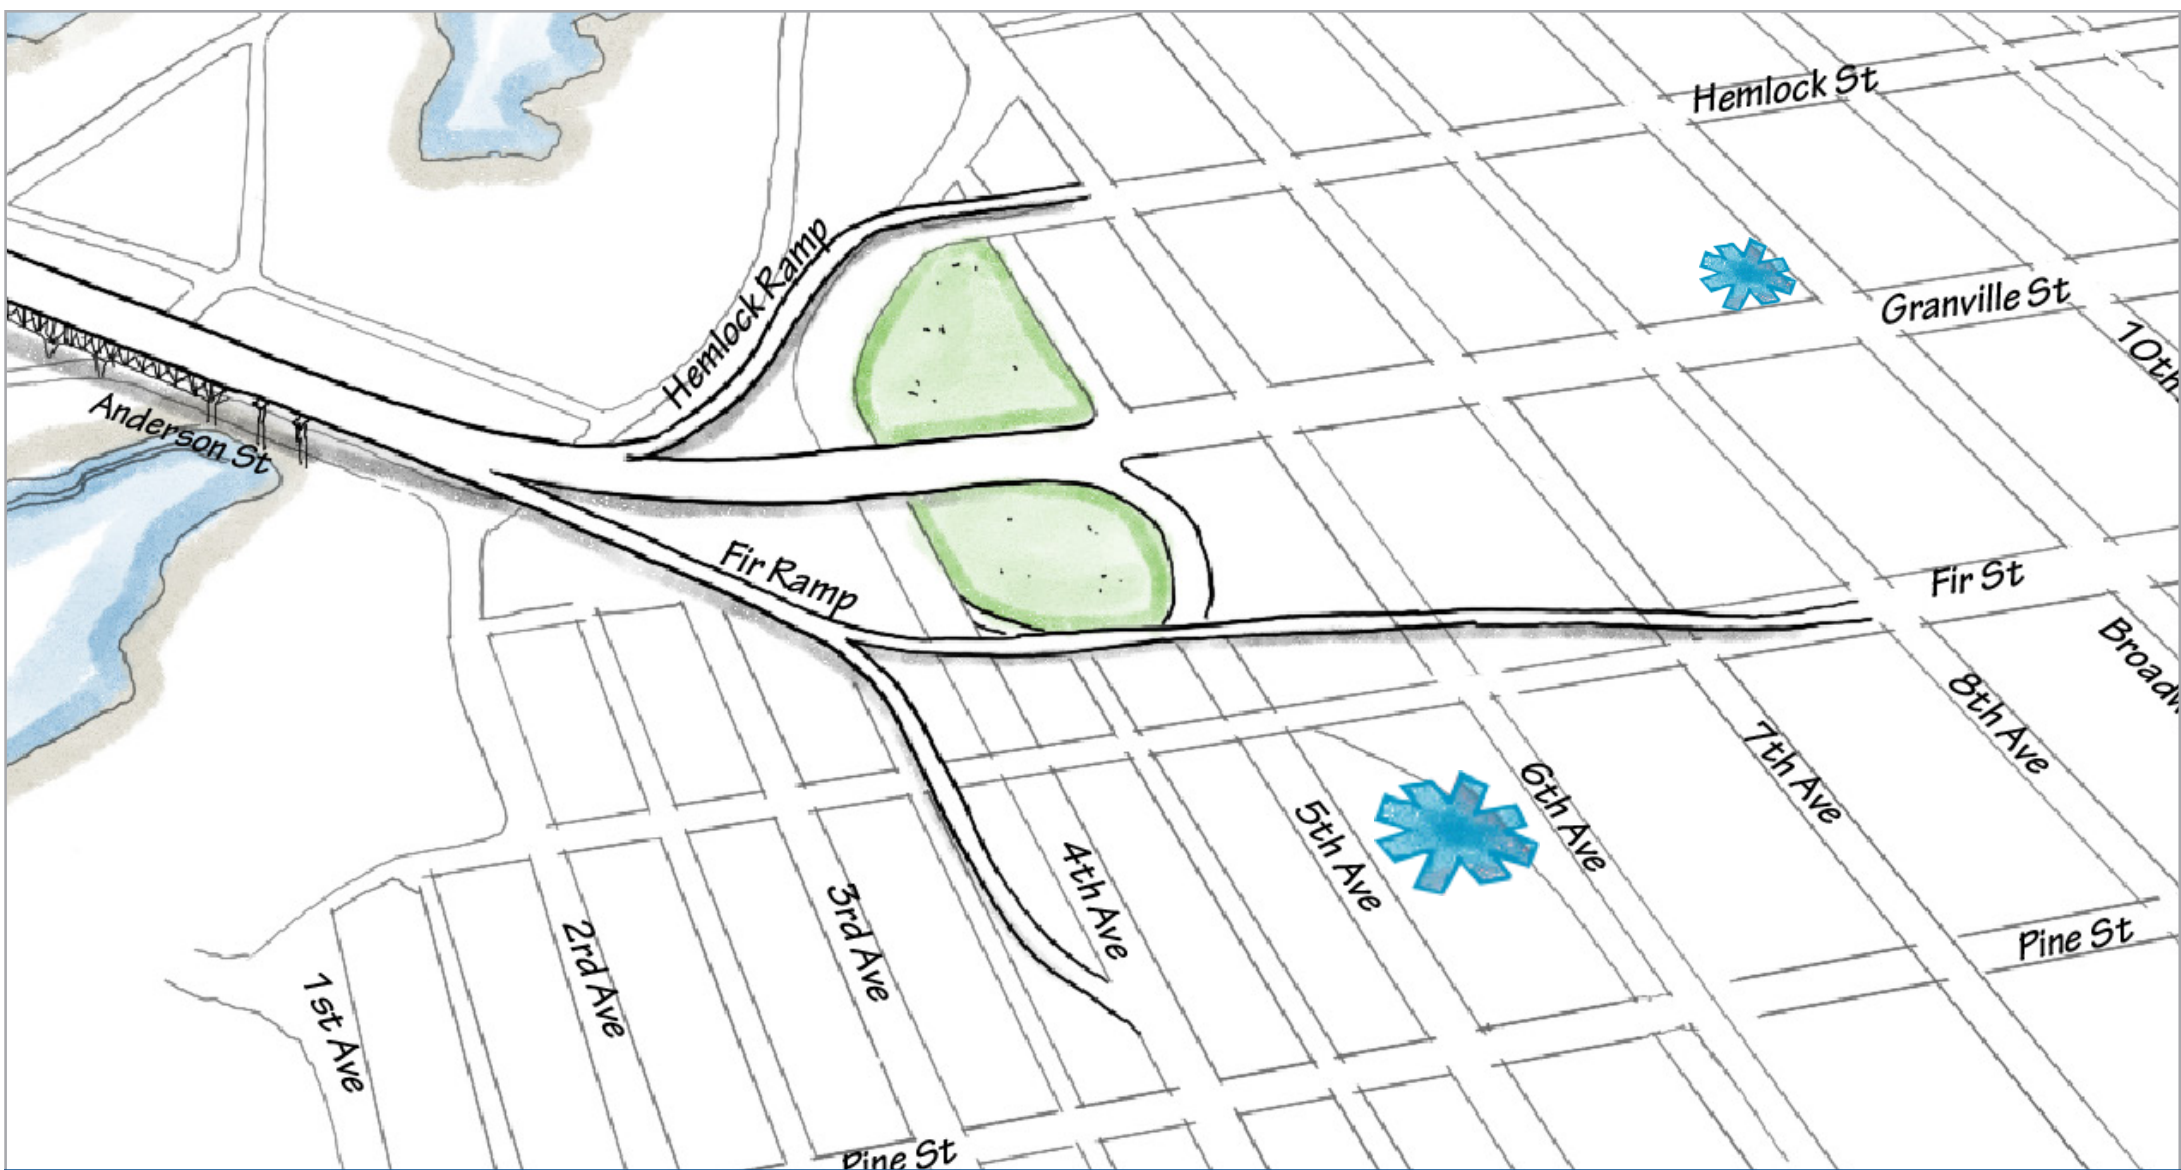 Hemlock St
Hemlock Ramp
Granville St
10th
Anderson St
Fir Ramp
Fir St
Broadw
8th Ave
7th Ave
6th Ave
5th Ave
4th Ave
3rd Ave
2rd Ave
1st Ave
Pine St
Pine St